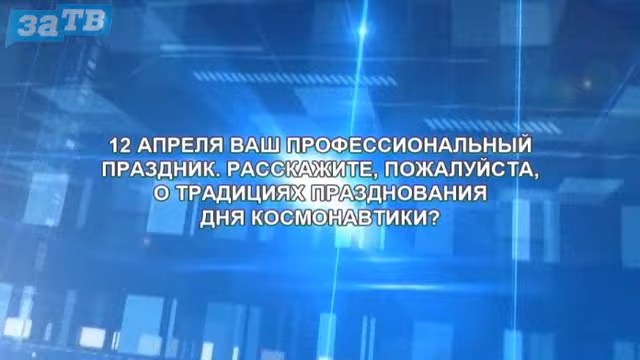 заТВ
12 АПРЕЛЯ ВАШ ПРОФЕССИОНАЛЬНЫЙ
ПРАЗДНИК. РАССКАЖИТЕ, ПОЖАЛУЙСТА,
О ТРАДИЦИЯХ ПРАЗДНОВАНИЯ
ДНЯ КОСМОНАВТИКИ?